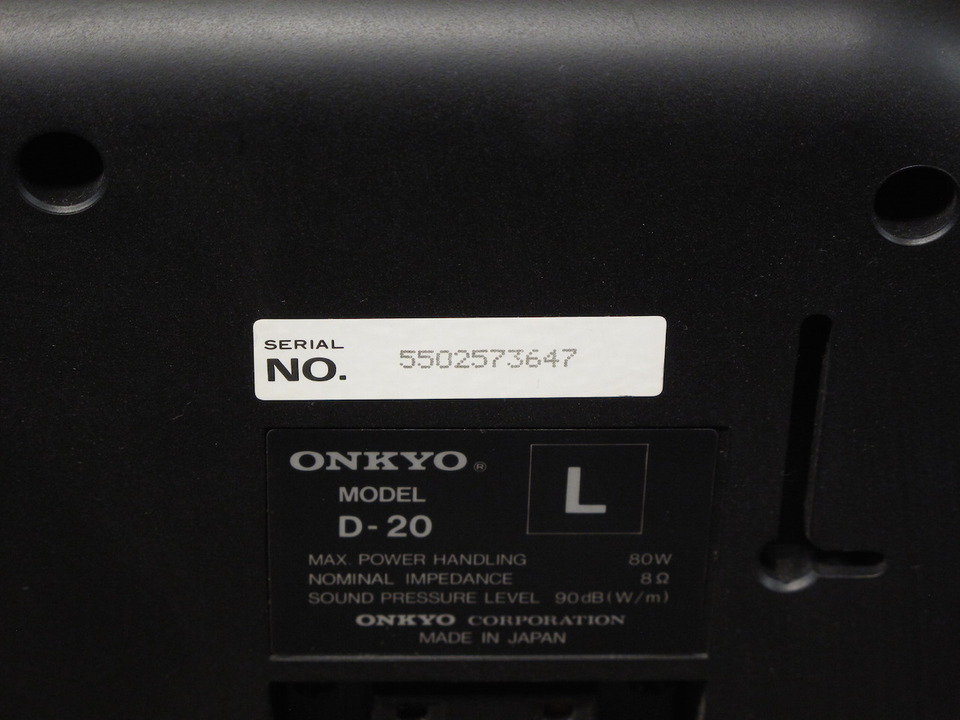 SERIAL
NO. 5502573647
ONKYO®
L
MODEL
D-20
MAX. POWER HANDLING 80W
NOMINAL IMPEDANCE 8Ω
SOUND PRESSURE LEVEL 90dB(W/m)
ONKYO CORPORATION
MADE IN JAPAN